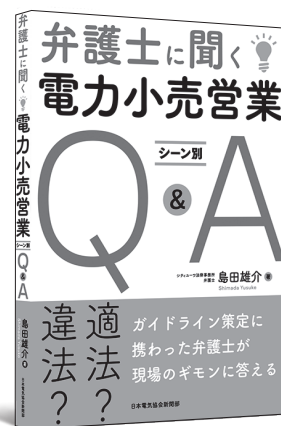 弁護士に聞く
電力小売営業
シーン別
Q&A
シティユーワ法律事務所
弁護士
島田雄介 著
Shimada Yusuke
適法?
違法?
ガイドライン策定に
携わった弁護士が
現場のギモンに答える
日本電気協会新聞部
弁護士に聞く
電力小売営業
シーン別
Q&A
島田雄介 著